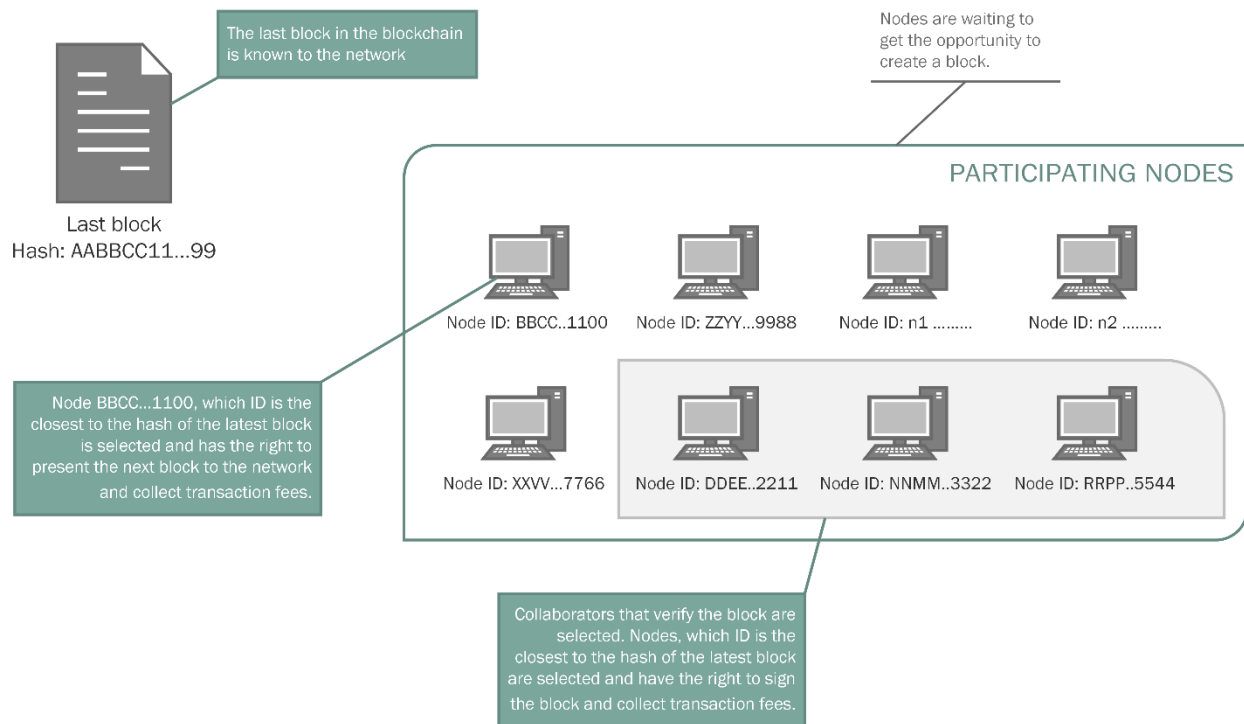 The last block in the blockchain
is known to the network
Nodes are waiting to
get the opportunity to
create a block.
Last block
Hash: AABBCC11...99
PARTICIPATING NODES
Node ID: BBCC..1100
Node ID: ZZYY...9988
Node ID: n1 .........
Node ID: n2 .........
Node BBCC...1100, which ID is the
closest to the hash of the latest block
is selected and has the right to
present the next block to the network
and collect transaction fees.
Node ID: XXVV...7766
Node ID: DDEE..2211
Node ID: NNMM..3322
Node ID: RRPP..5544
Collaborators that verify the block are
selected. Nodes, which ID is the
closest to the hash of the latest block
are selected and have the right to sign
the block and collect transaction fees.